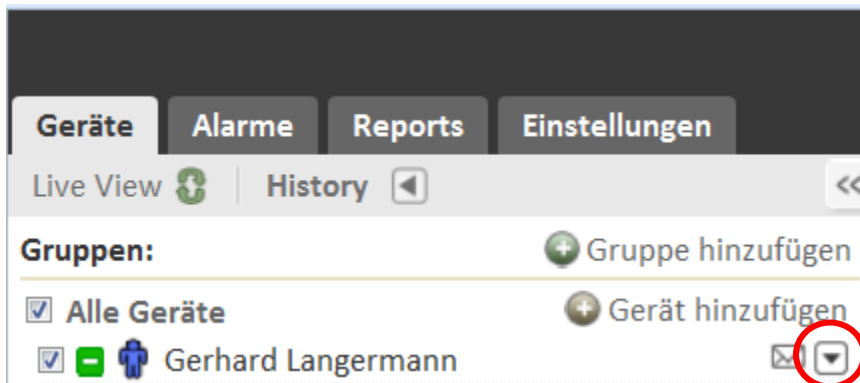 Geräte Alarme Reports Einstellungen
Live View History <<
Gruppen: Gruppe hinzufügen
Alle Geräte Gerät hinzufügen
Gerhard Langermann